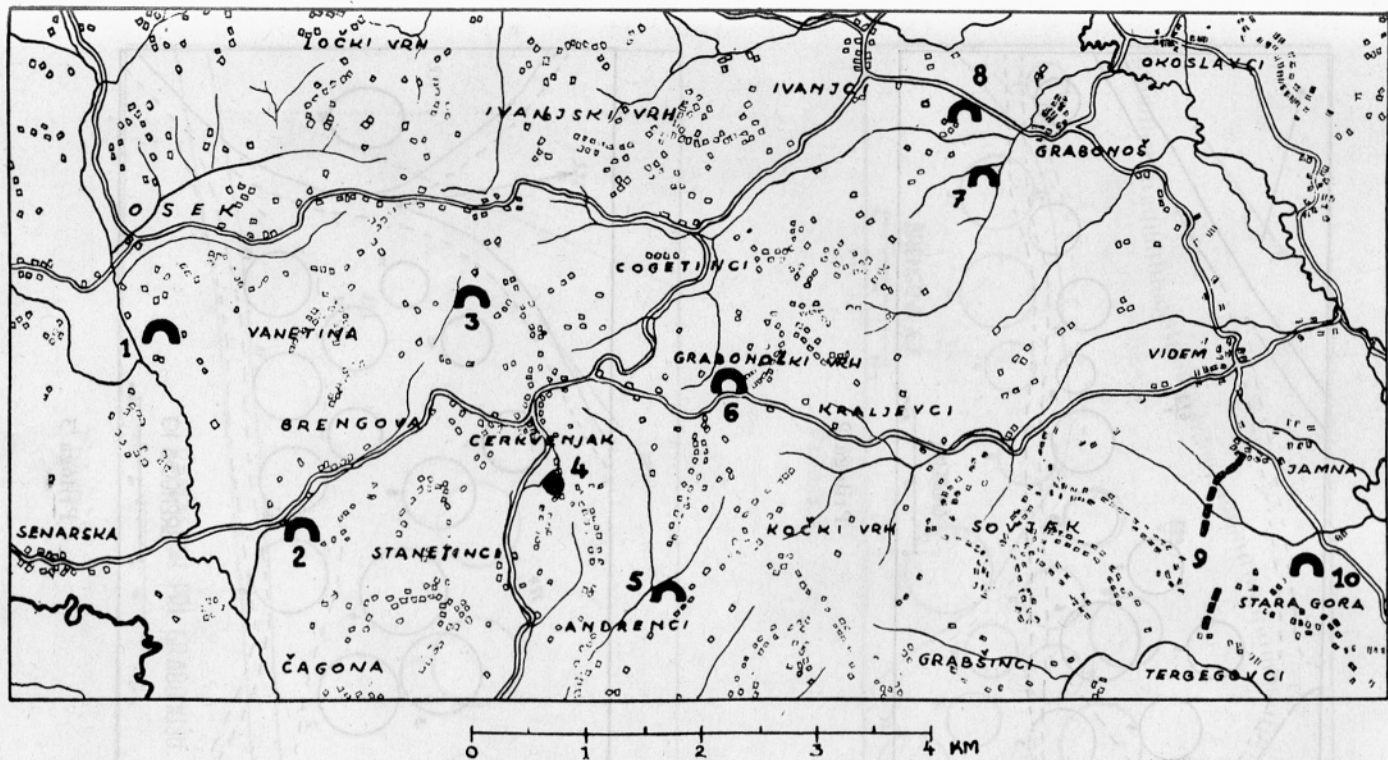 ŽOČKI VRH
OKOSLAVCI
8
IVANJCI
IVANJSKI VRH
GRABONOŠ
7
OSEK
COGETINCI
3
VANETINA
1
VIDEM
GRABONOŠKI VRH
6
KRALJEVCI
BRENGOVA
CERKVENJAK
4
JAMNA
SENARSKA
KOČKI VRH
SOVJAK
2
STANETINCI
9
5
10
STARA GORA
ANDRENCI
ČAGONA
GRABŠINCI
TERBEGOVCI
0 1 2 3 4 KM